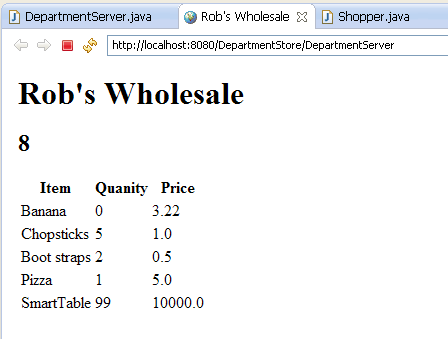 DepartmentServer.java Rob's Wholesale Shopper.java
http://localhost:8080/DepartmentStore/DepartmentServer
Rob's Wholesale
8
Item Quanity Price
Banana 0 3.22
Chopsticks 5 1.0
Boot straps 2 0.5
Pizza 1 5.0
SmartTable 99 10000.0